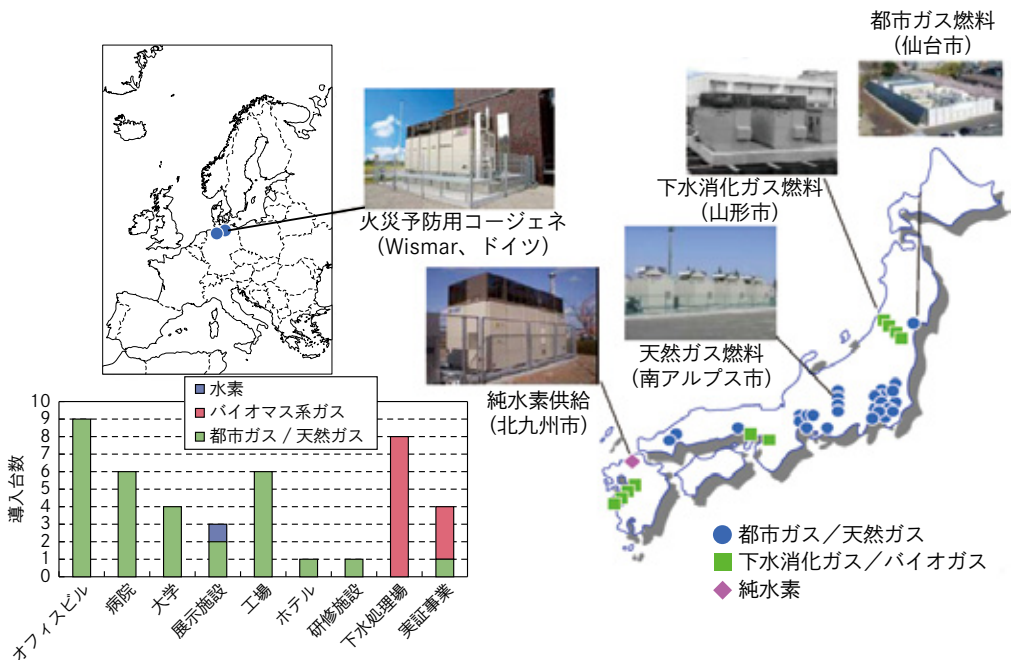 都市ガス燃料
(仙台市)
下水消化ガス燃料
(山形市)
火災予防用コージェネ
(Wismar、ドイツ)
天然ガス燃料
(南アルプス市)
純水素供給
(北九州市)
水素
バイオマス系ガス
都市ガス / 天然ガス
導入台数
10
9
8
7
6
5
4
3
2
1
0
オフィスビル
病院
大学
展示施設
工場
ホテル
研修施設
下水処理場
実証事業
都市ガス／天然ガス
下水消化ガス／バイオガス
純水素